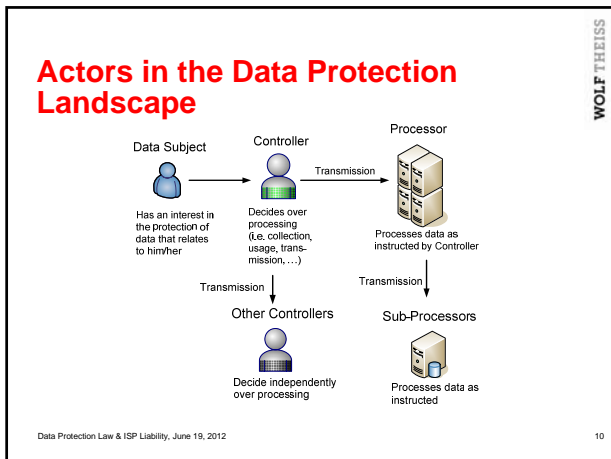 WOLF THEISS
Actors in the Data Protection
Landscape
Data Subject
Has an interest in
the protection of
data that relates
to him/her
Controller
Decides over
processing
(i.e. collection,
usage, trans-
mission, …)
Transmission
Processor
Processes data as
instructed by Controller
Transmission
Other Controllers
Decide independently
over processing
Transmission
Sub-Processors
Processes data as
instructed
Data Protection Law & ISP Liability, June 19, 2012
10